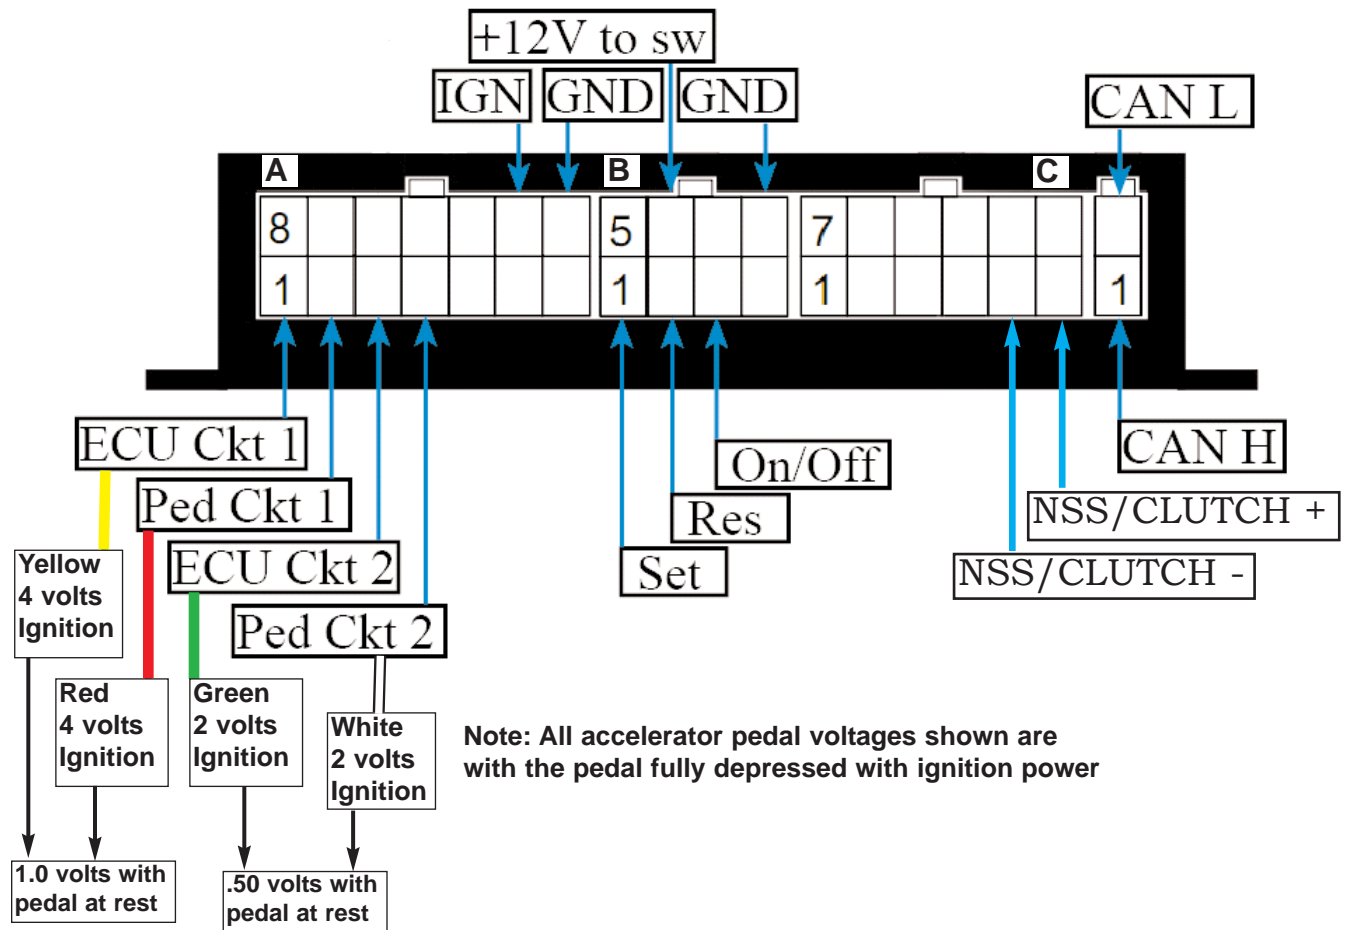 +12V to sw
IGN
GND
GND
CAN L
A
B
C
8
5
7
1
1
1
1
ECU Ckt 1
Ped Ckt 1
ECU Ckt 2
Ped Ckt 2
On/Off
Res
Set
CAN H
NSS/CLUTCH +
NSS/CLUTCH -
Yellow
4 volts
Ignition
Red
4 volts
Ignition
Green
2 volts
Ignition
White
2 volts
Ignition
Note: All accelerator pedal voltages shown are
with the pedal fully depressed with ignition power
1.0 volts with
pedal at rest
.50 volts with
pedal at rest